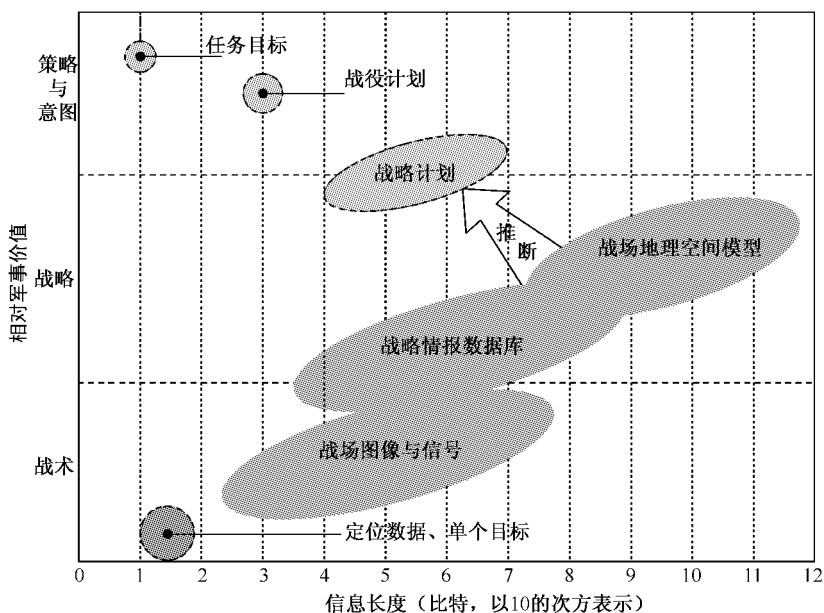 任务目标
策略
与
意图
战役计划
战略计划
推
断
战场地理空间模型
战略
相对军事价值
战略情报数据库
战场图像与信号
战术
定位数据、单个目标
0 1 2 3 4 5 6 7 8 9 10 11 12
信息长度（比特，以10的次方表示）